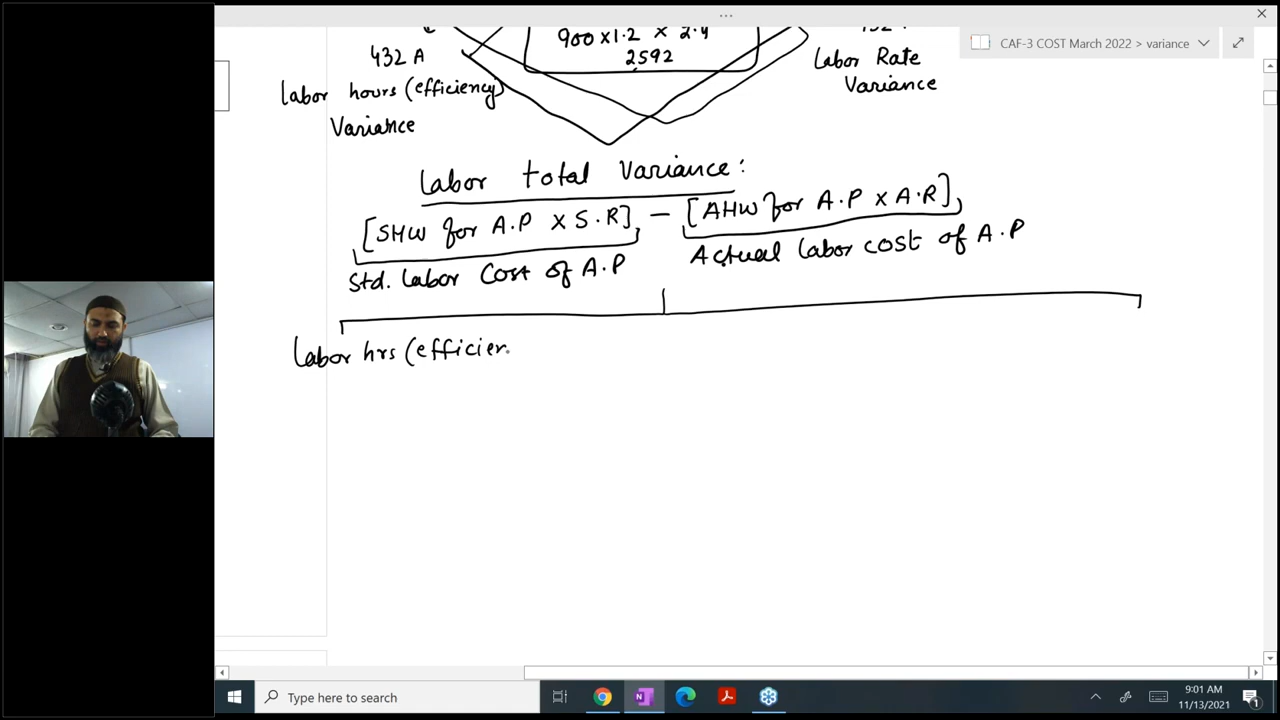 CAF-3 COST March 2022 > variance
900 x 1.2 x 2.4
2592
432 A
Labor hours (efficiency)
Variance
Labor Rate
Variance
Labor total Variance:
[SHW for A.P x S.R] - [AHW for A.P x A.R]
Std. Labor Cost of A.P
Actual Labor cost of A.P
Labor hrs (efficien
Type here to search
9:01 AM
11/13/2021